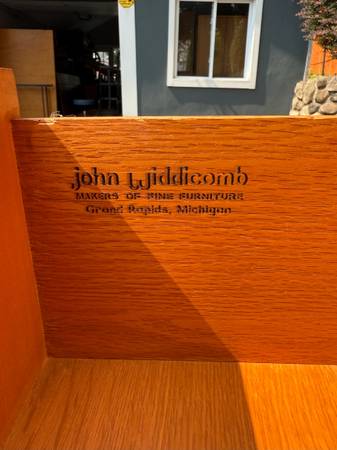 John Widdicomb
MAKERS OF FINE FURNITURE
Grand Rapids, Michigan